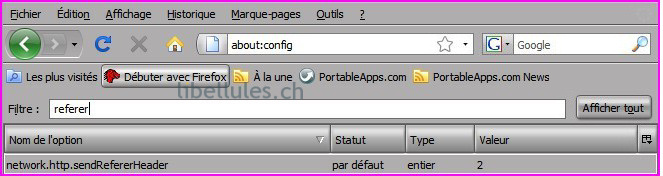 Fichier Édition Affichage Historique Marque-pages Outils ?
about:config Google
Les plus visités Débuter avec Firefox À la une PortableApps.com PortableApps.com News
libellules.ch
Filtre : referer Afficher tout
Nom de l'option Statut Type Valeur
network.http.sendRefererHeader par défaut entier 2